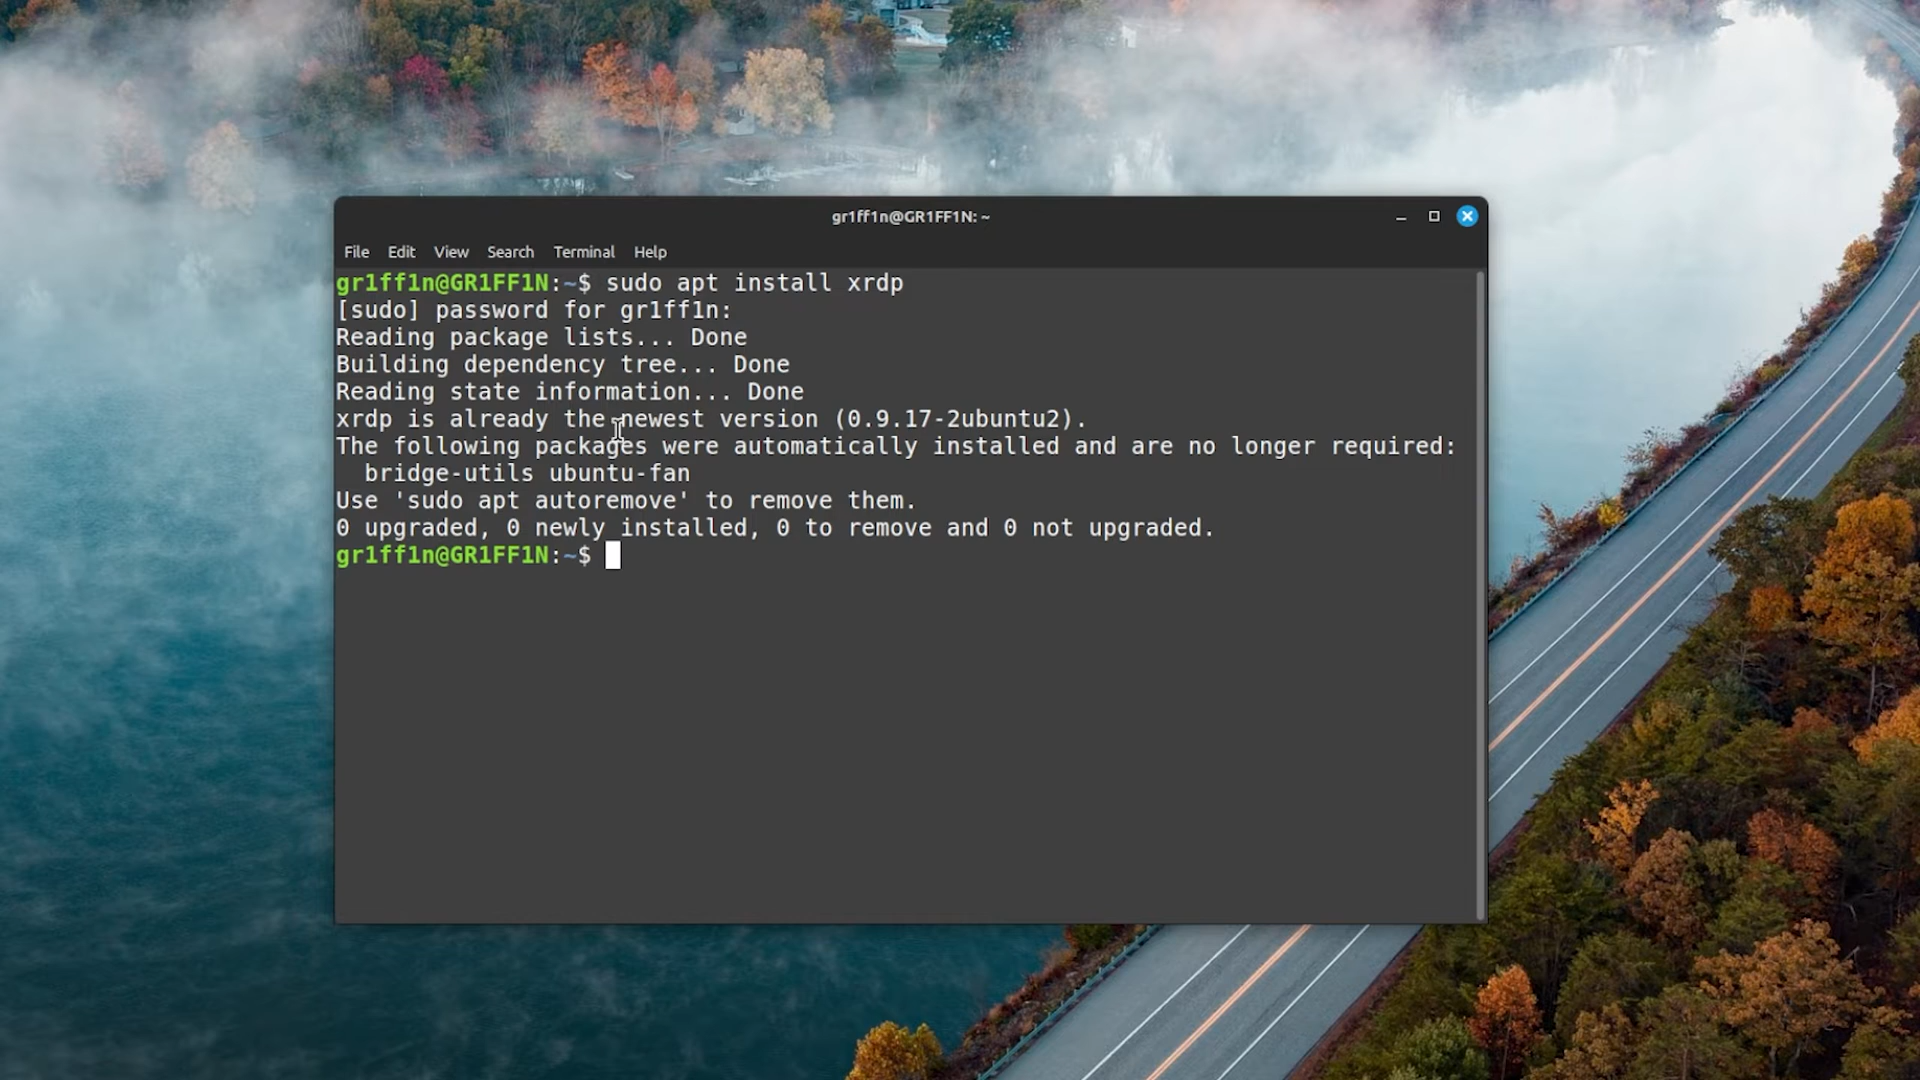 gr1ff1n@GR1FF1N: ~
File Edit View Search Terminal Help
gr1ff1n@GR1FF1N:~$ sudo apt install xrdp
[sudo] password for gr1ff1n:
Reading package lists... Done
Building dependency tree... Done
Reading state information... Done
xrdp is already the newest version (0.9.17-2ubuntu2).
The following packages were automatically installed and are no longer required:
  bridge-utils ubuntu-fan
Use 'sudo apt autoremove' to remove them.
0 upgraded, 0 newly installed, 0 to remove and 0 not upgraded.
gr1ff1n@GR1FF1N:~$